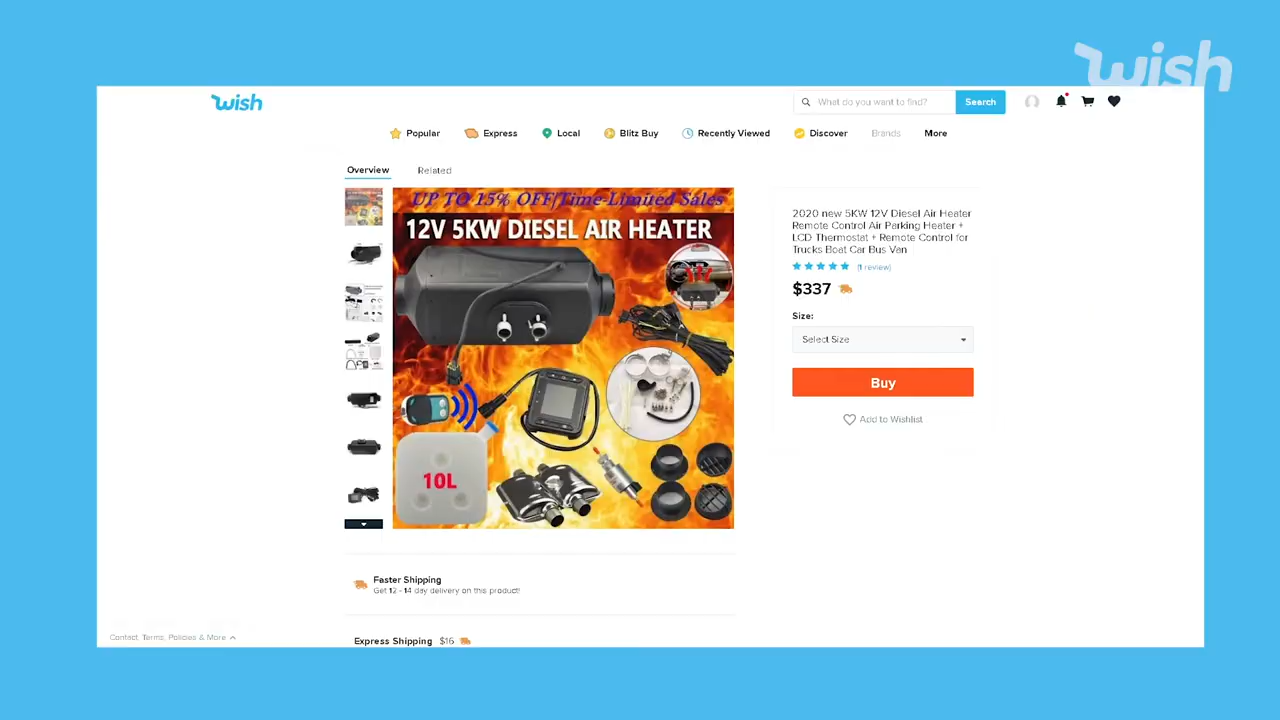 wish
wish
What do you want to find?
Search
Popular
Express
Local
Blitz Buy
Recently Viewed
Discover
Brands
More
Overview
Related
UP TO 15% OFF/Time-Limited Sales
12V 5KW DIESEL AIR HEATER
10L
2020 new 5KW 12V Diesel Air Heater
Remote Control Air Parking Heater +
LCD Thermostat + Remote Control for
Trucks Boat Car Bus Van
(1 review)
$337
Size:
Select Size
Buy
Add to Wishlist
Faster Shipping
Get 12 - 14 day delivery on this product!
Express Shipping $16
Contact, Terms, Policies & More